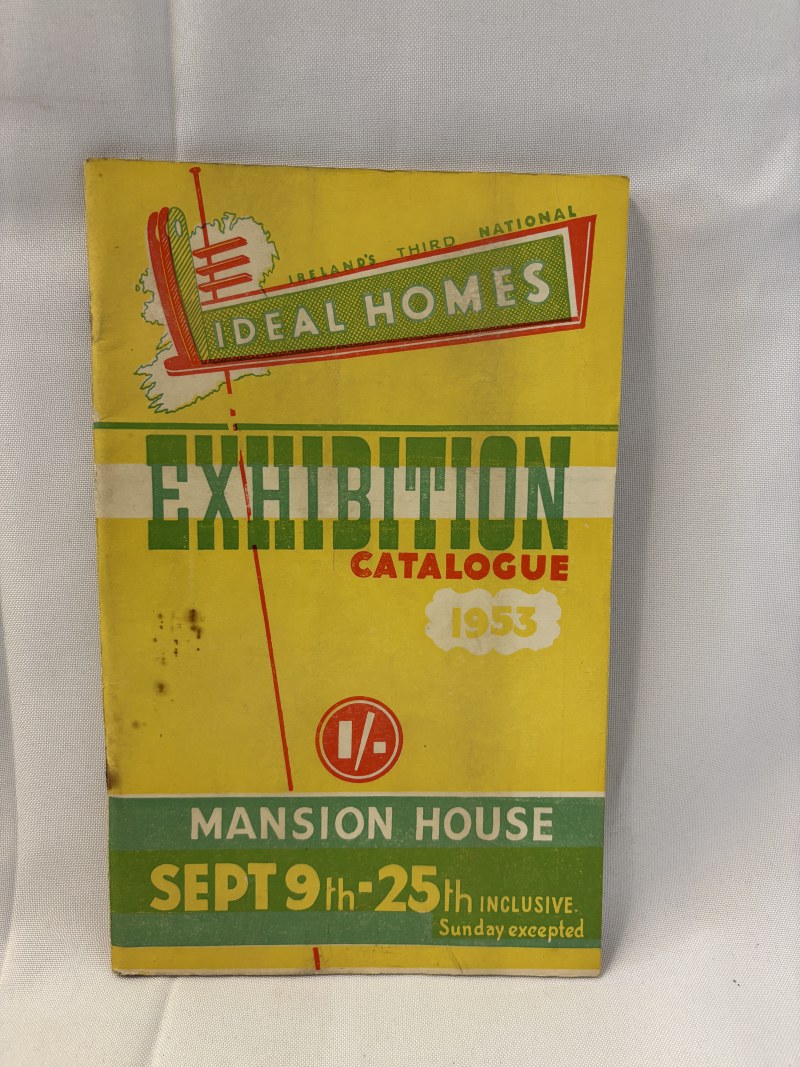 IRELAND'S THIRD NATIONAL
IDEAL HOMES
EXHIBITION
CATALOGUE
1953
1/-
MANSION HOUSE
SEPT 9th-25th INCLUSIVE.
Sunday excepted